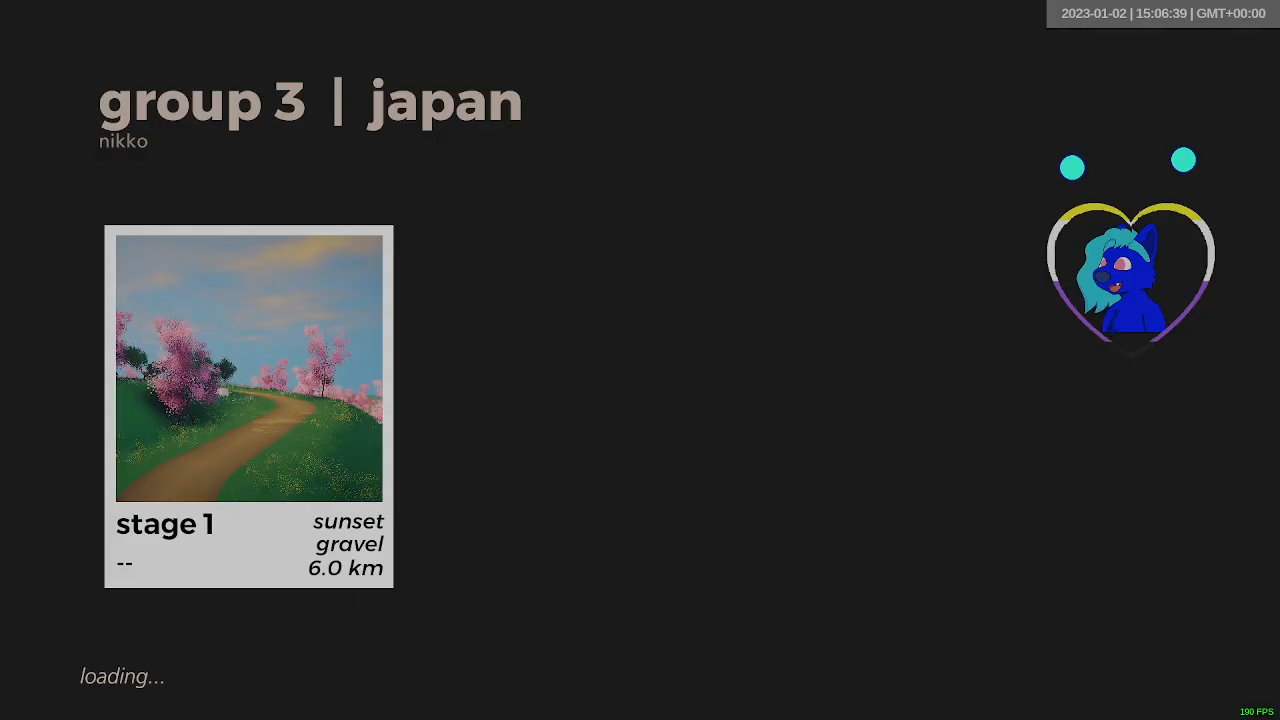 2023-01-02 | 15:06:39 | GMT+00:00
group 3 | japan
nikko
stage 1
--
sunset
gravel
6.0 km
loading...
190 FPS